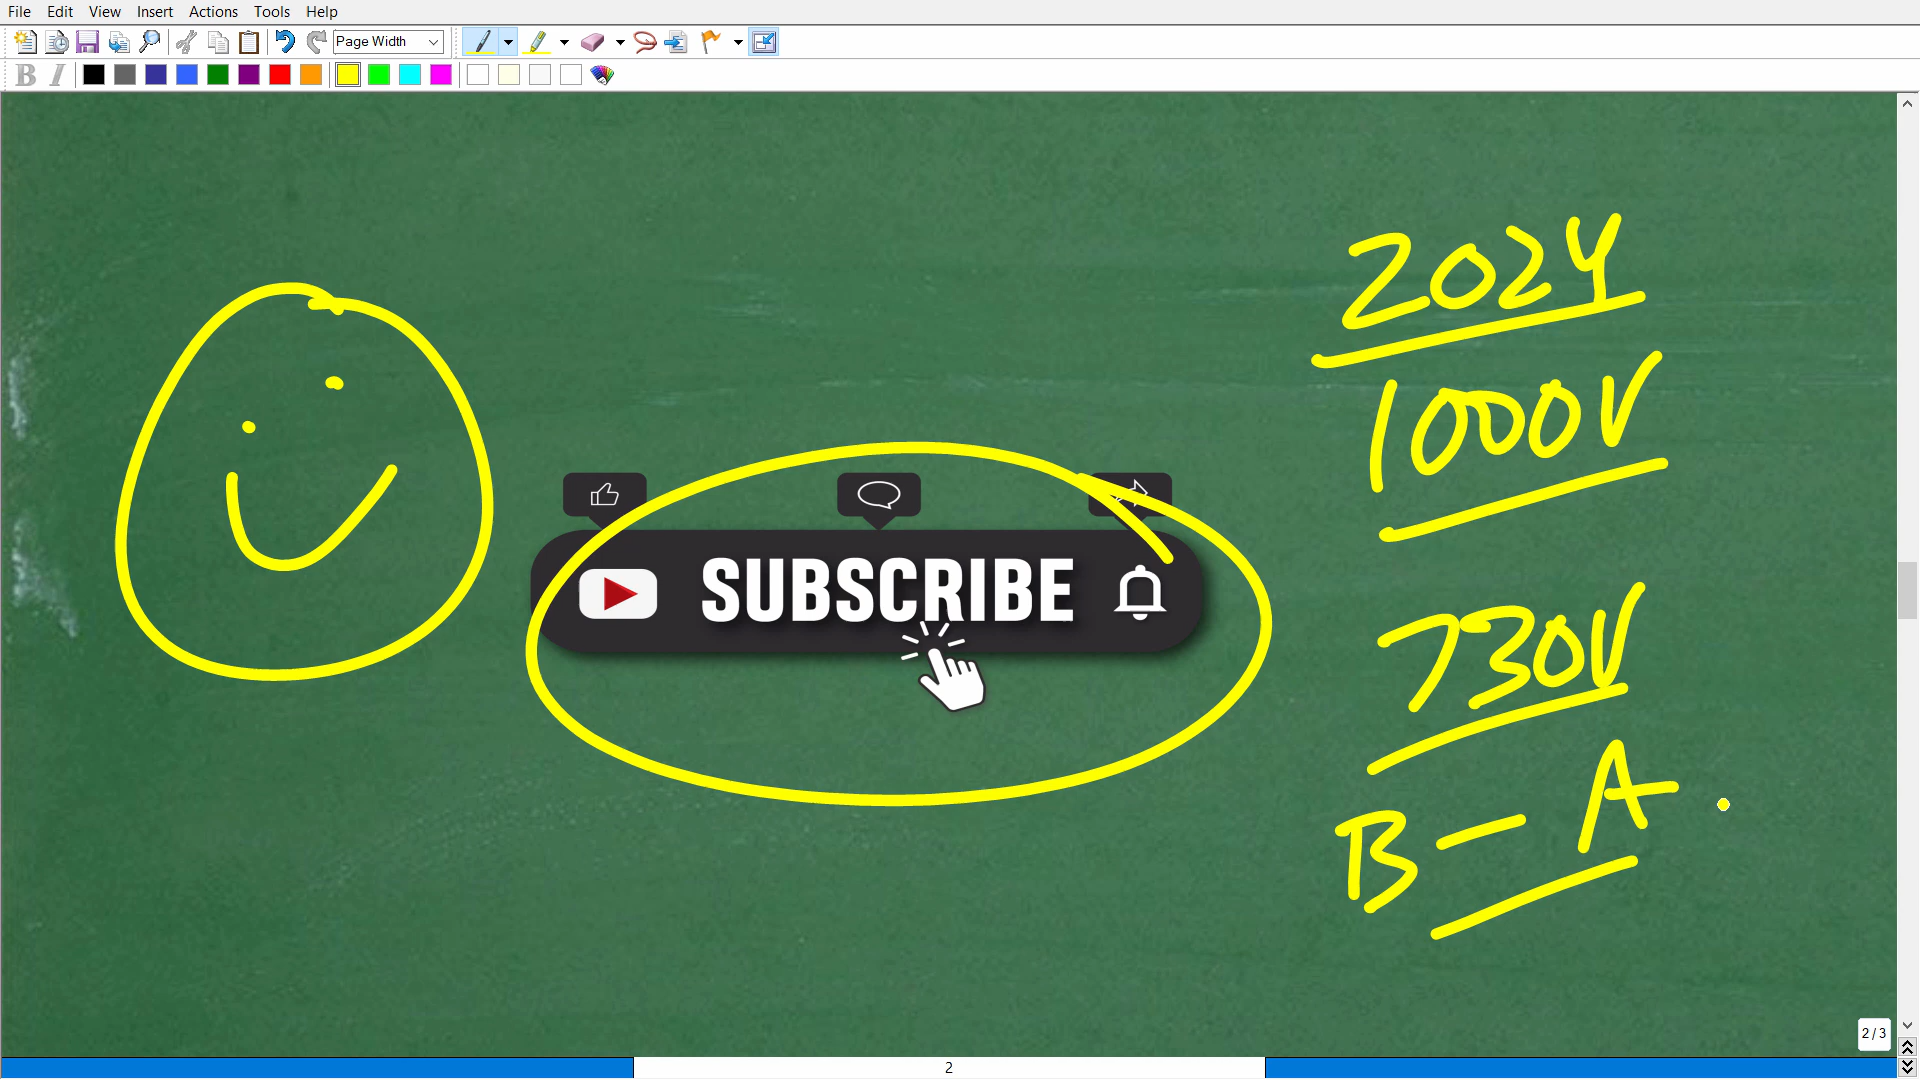 File Edit View Insert Actions Tools Help
Page Width
B I
2024
1000V
SUBSCRIBE
730V
B - A
2 / 3
2